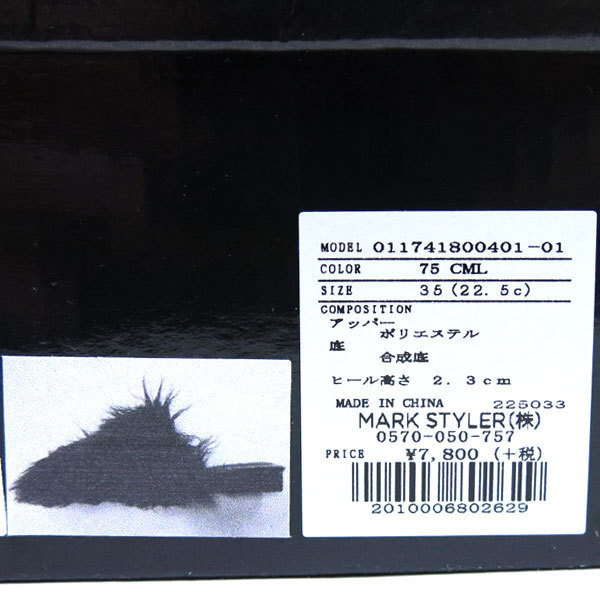 MODEL 011741800401-01
COLOR 75 CML
SIZE 35(22.5c)
COMPOSITION
アッパー
ポリエステル
底
合成底
ヒール高さ 2.3cm
MADE IN CHINA 225033
MARK STYLER(株)
0570-050-757
PRICE ¥7,800 (+税)
2010006802629